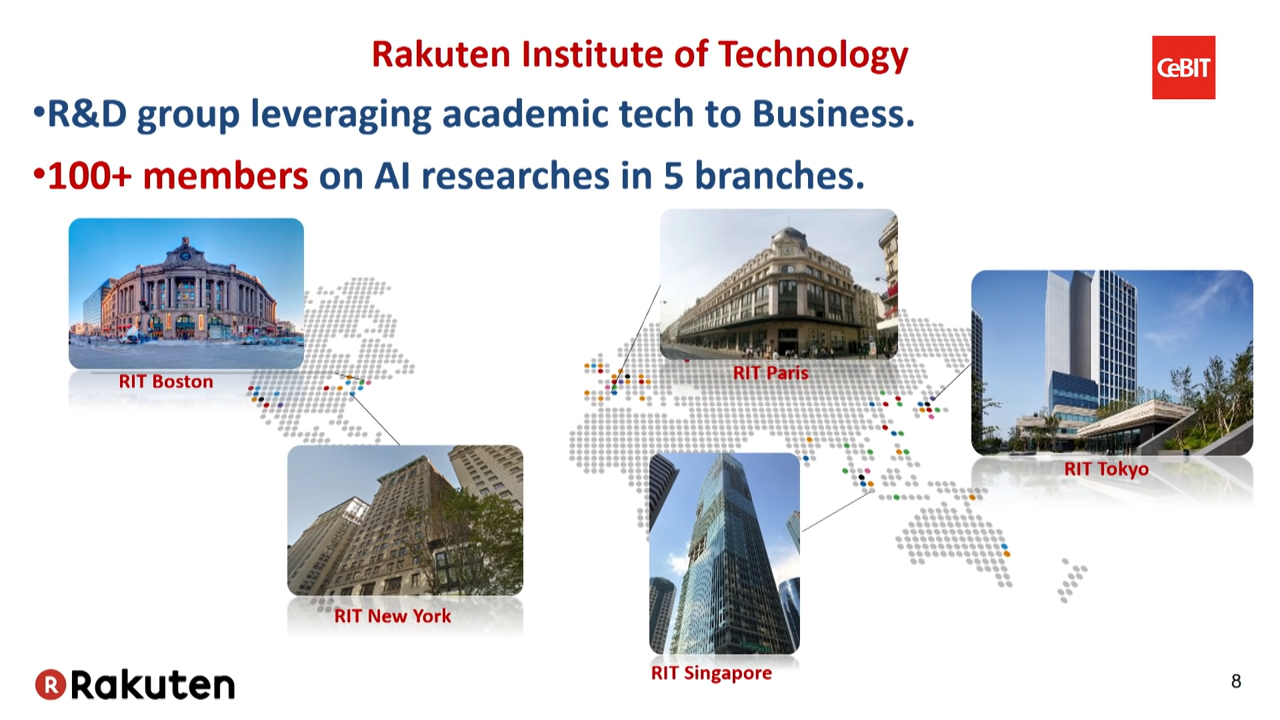 Rakuten Institute of Technology
CeBIT
•R&D group leveraging academic tech to Business.
•100+ members on AI researches in 5 branches.
RIT Boston
RIT Paris
RIT Tokyo
RIT New York
RIT Singapore
R Rakuten
8